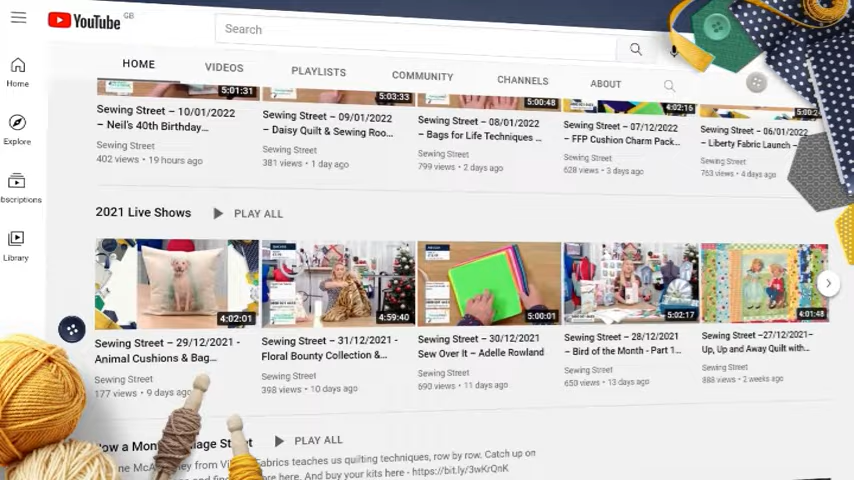 YouTube GB
Search
HOME VIDEOS PLAYLISTS COMMUNITY CHANNELS ABOUT
Home
Explore
bscriptions
Library
5:01:31 5:03:33 5:00:48 4:02:16 5:00:2
Sewing Street – 10/01/2022
– Neil's 40th Birthday...
Sewing Street
402 views • 19 hours ago
Sewing Street – 09/01/2022
– Daisy Quilt & Sewing Roo...
Sewing Street
381 views • 1 day ago
Sewing Street – 08/01/2022
– Bags for Life Techniques ...
Sewing Street
799 views • 2 days ago
Sewing Street – 07/12/2022
– FFP Cushion Charm Pack...
Sewing Street
628 views • 3 days ago
Sewing Street – 06/01/2022
– Liberty Fabric Launch –
Sewing Street
763 views • 4 days ago
2021 Live Shows PLAY ALL
4:02:01 4:59:40 5:00:01 5:02:17 4:01:48
Sewing Street – 29/12/2021 -
Animal Cushions & Bag...
Sewing Street
177 views • 9 days ago
Sewing Street – 31/12/2021 -
Floral Bounty Collection &...
Sewing Street
398 views • 10 days ago
Sewing Street – 30/12/2021
Sew Over It – Adelle Rowland
Sewing Street
690 views • 11 days ago
Sewing Street – 28/12/2021
– Bird of the Month - Part 1...
Sewing Street
650 views • 13 days ago
Sewing Street –27/12/2021–
Up, Up and Away Quilt with...
Sewing Street
888 views • 2 weeks ago
PLAY ALL
Fabrics teaches us quilting techniques, row by row. Catch up on
here. And buy your kits here - https://bit.ly/3wKrQnK